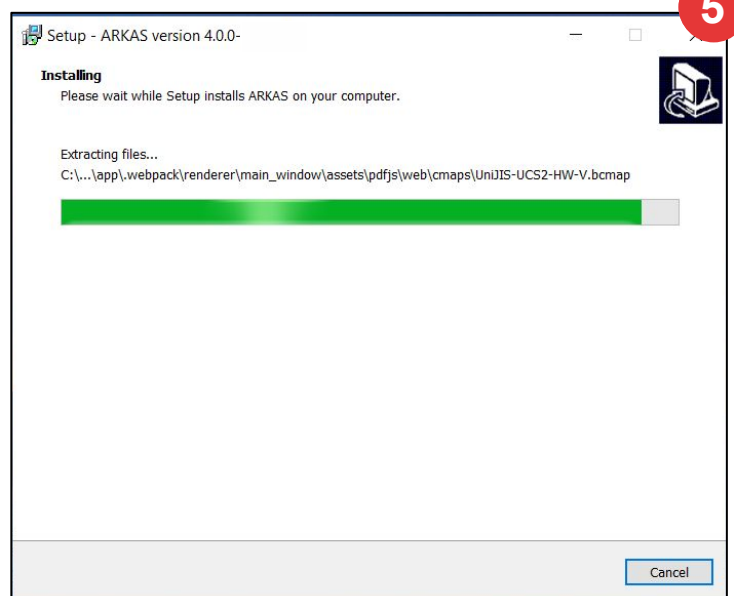 5
Setup - ARKAS version 4.0.0-
Installing
Please wait while Setup installs ARKAS on your computer.
Extracting files...
C:\...\app\.webpack\renderer\main_window\assets\pdfjs\web\cmaps\UniJIS-UCS2-HW-V.bcmap
Cancel